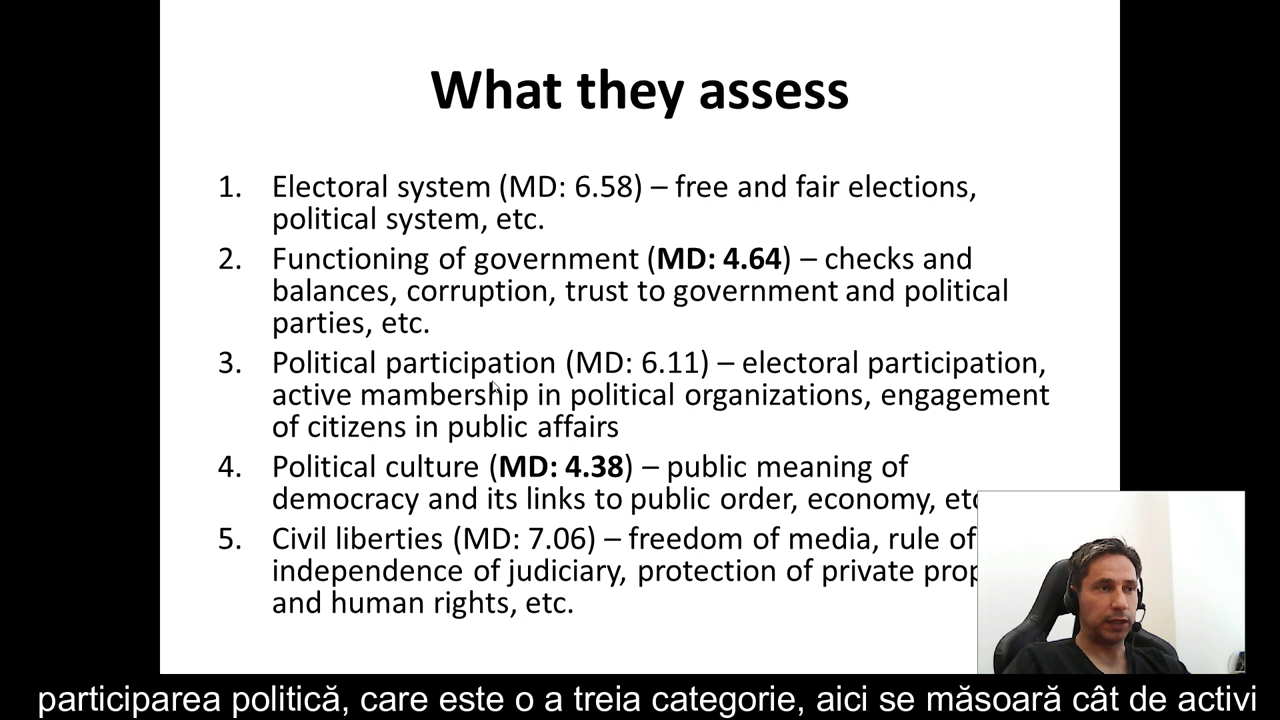 What they assess
1. Electoral system (MD: 6.58) – free and fair elections,
political system, etc.
2. Functioning of government (MD: 4.64) – checks and
balances, corruption, trust to government and political
parties, etc.
3. Political participation (MD: 6.11) – electoral participation,
active mambership in political organizations, engagement
of citizens in public affairs
4. Political culture (MD: 4.38) – public meaning of
democracy and its links to public order, economy,
5. Civil liberties (MD: 7.06) – freedom of media, rule of
independence of judiciary, protection of private
and human rights, etc.
participarea politică, care este o a treia categorie, aici se măsoară cât de activi